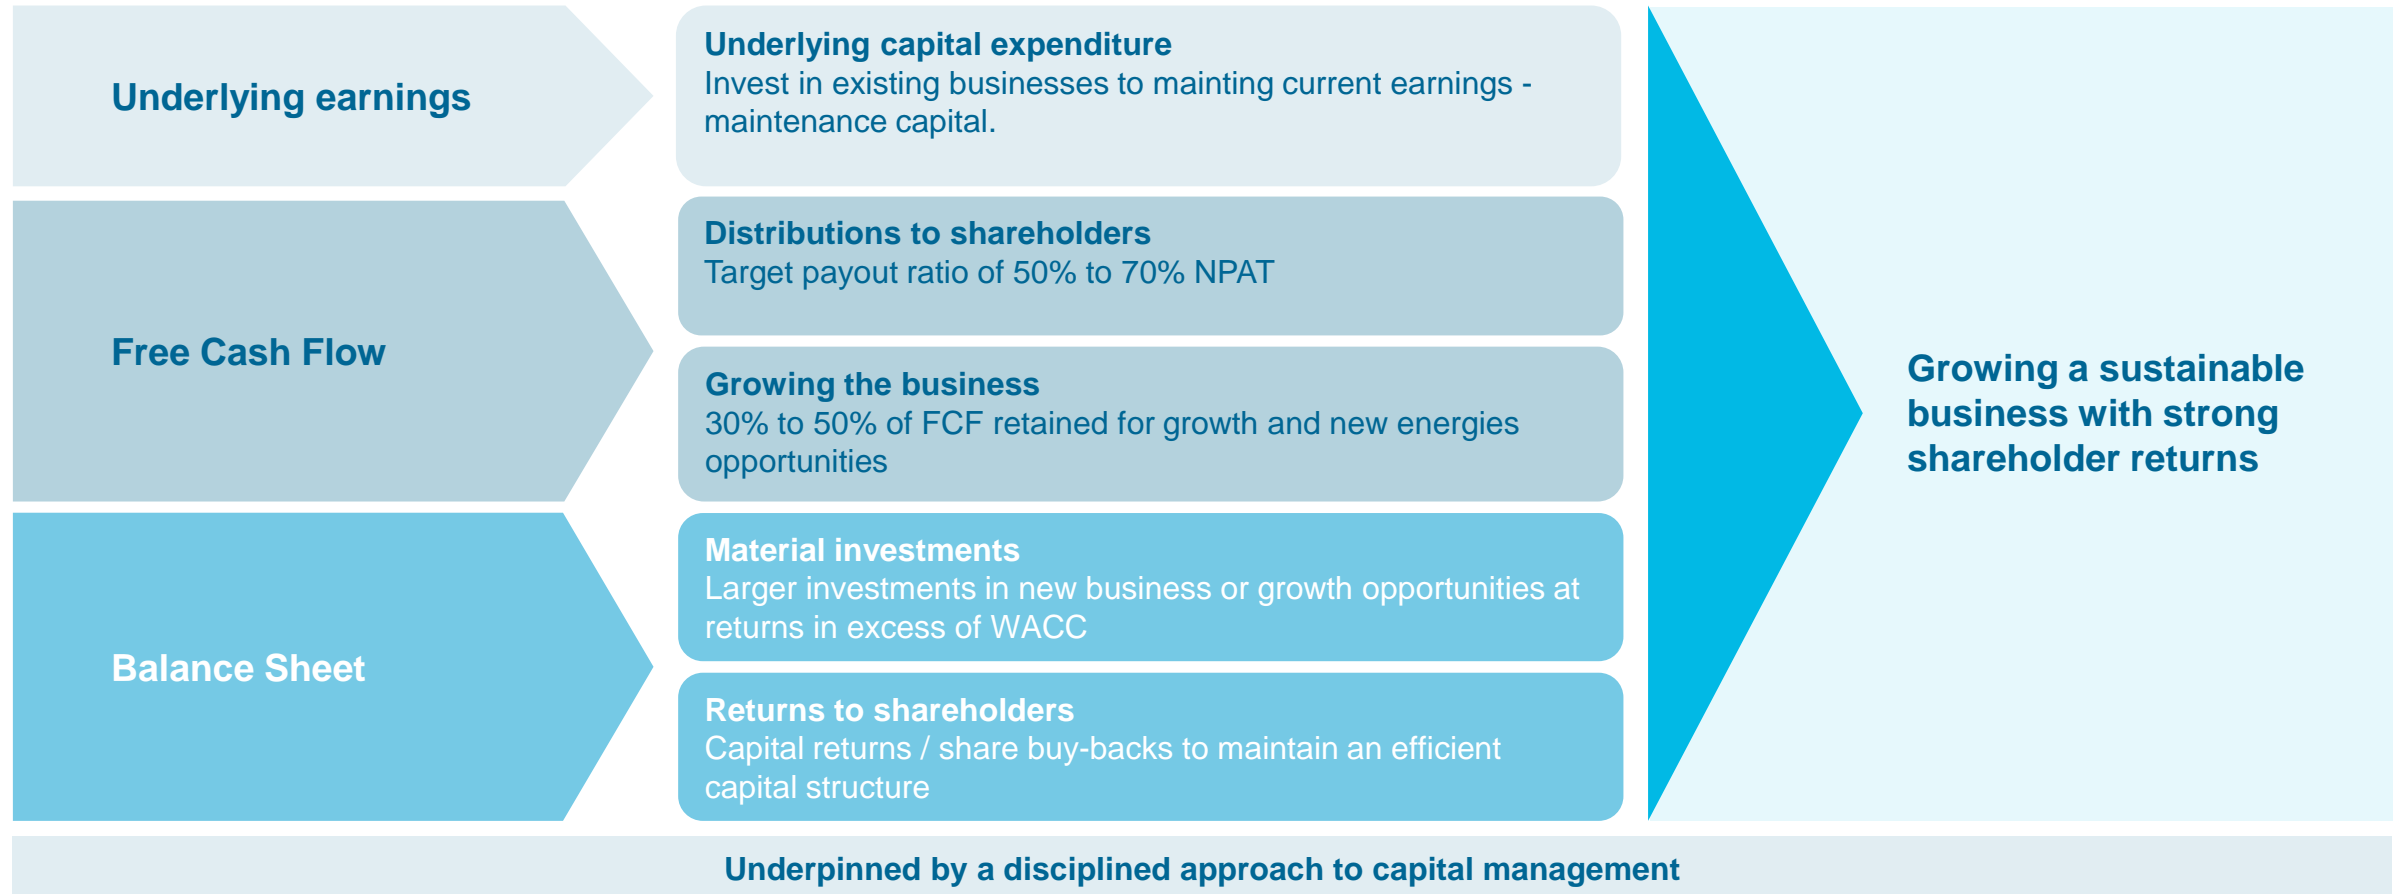 Underlying earnings
Underlying capital expenditure
Invest in existing businesses to mainting current earnings -
maintenance capital.
Free Cash Flow
Distributions to shareholders
Target payout ratio of 50% to 70% NPAT
Growing the business
30% to 50% of FCF retained for growth and new energies
opportunities
Balance Sheet
Material investments
Larger investments in new business or growth opportunities at
returns in excess of WACC
Returns to shareholders
Capital returns / share buy-backs to maintain an efficient
capital structure
Growing a sustainable
business with strong
shareholder returns
Underpinned by a disciplined approach to capital management